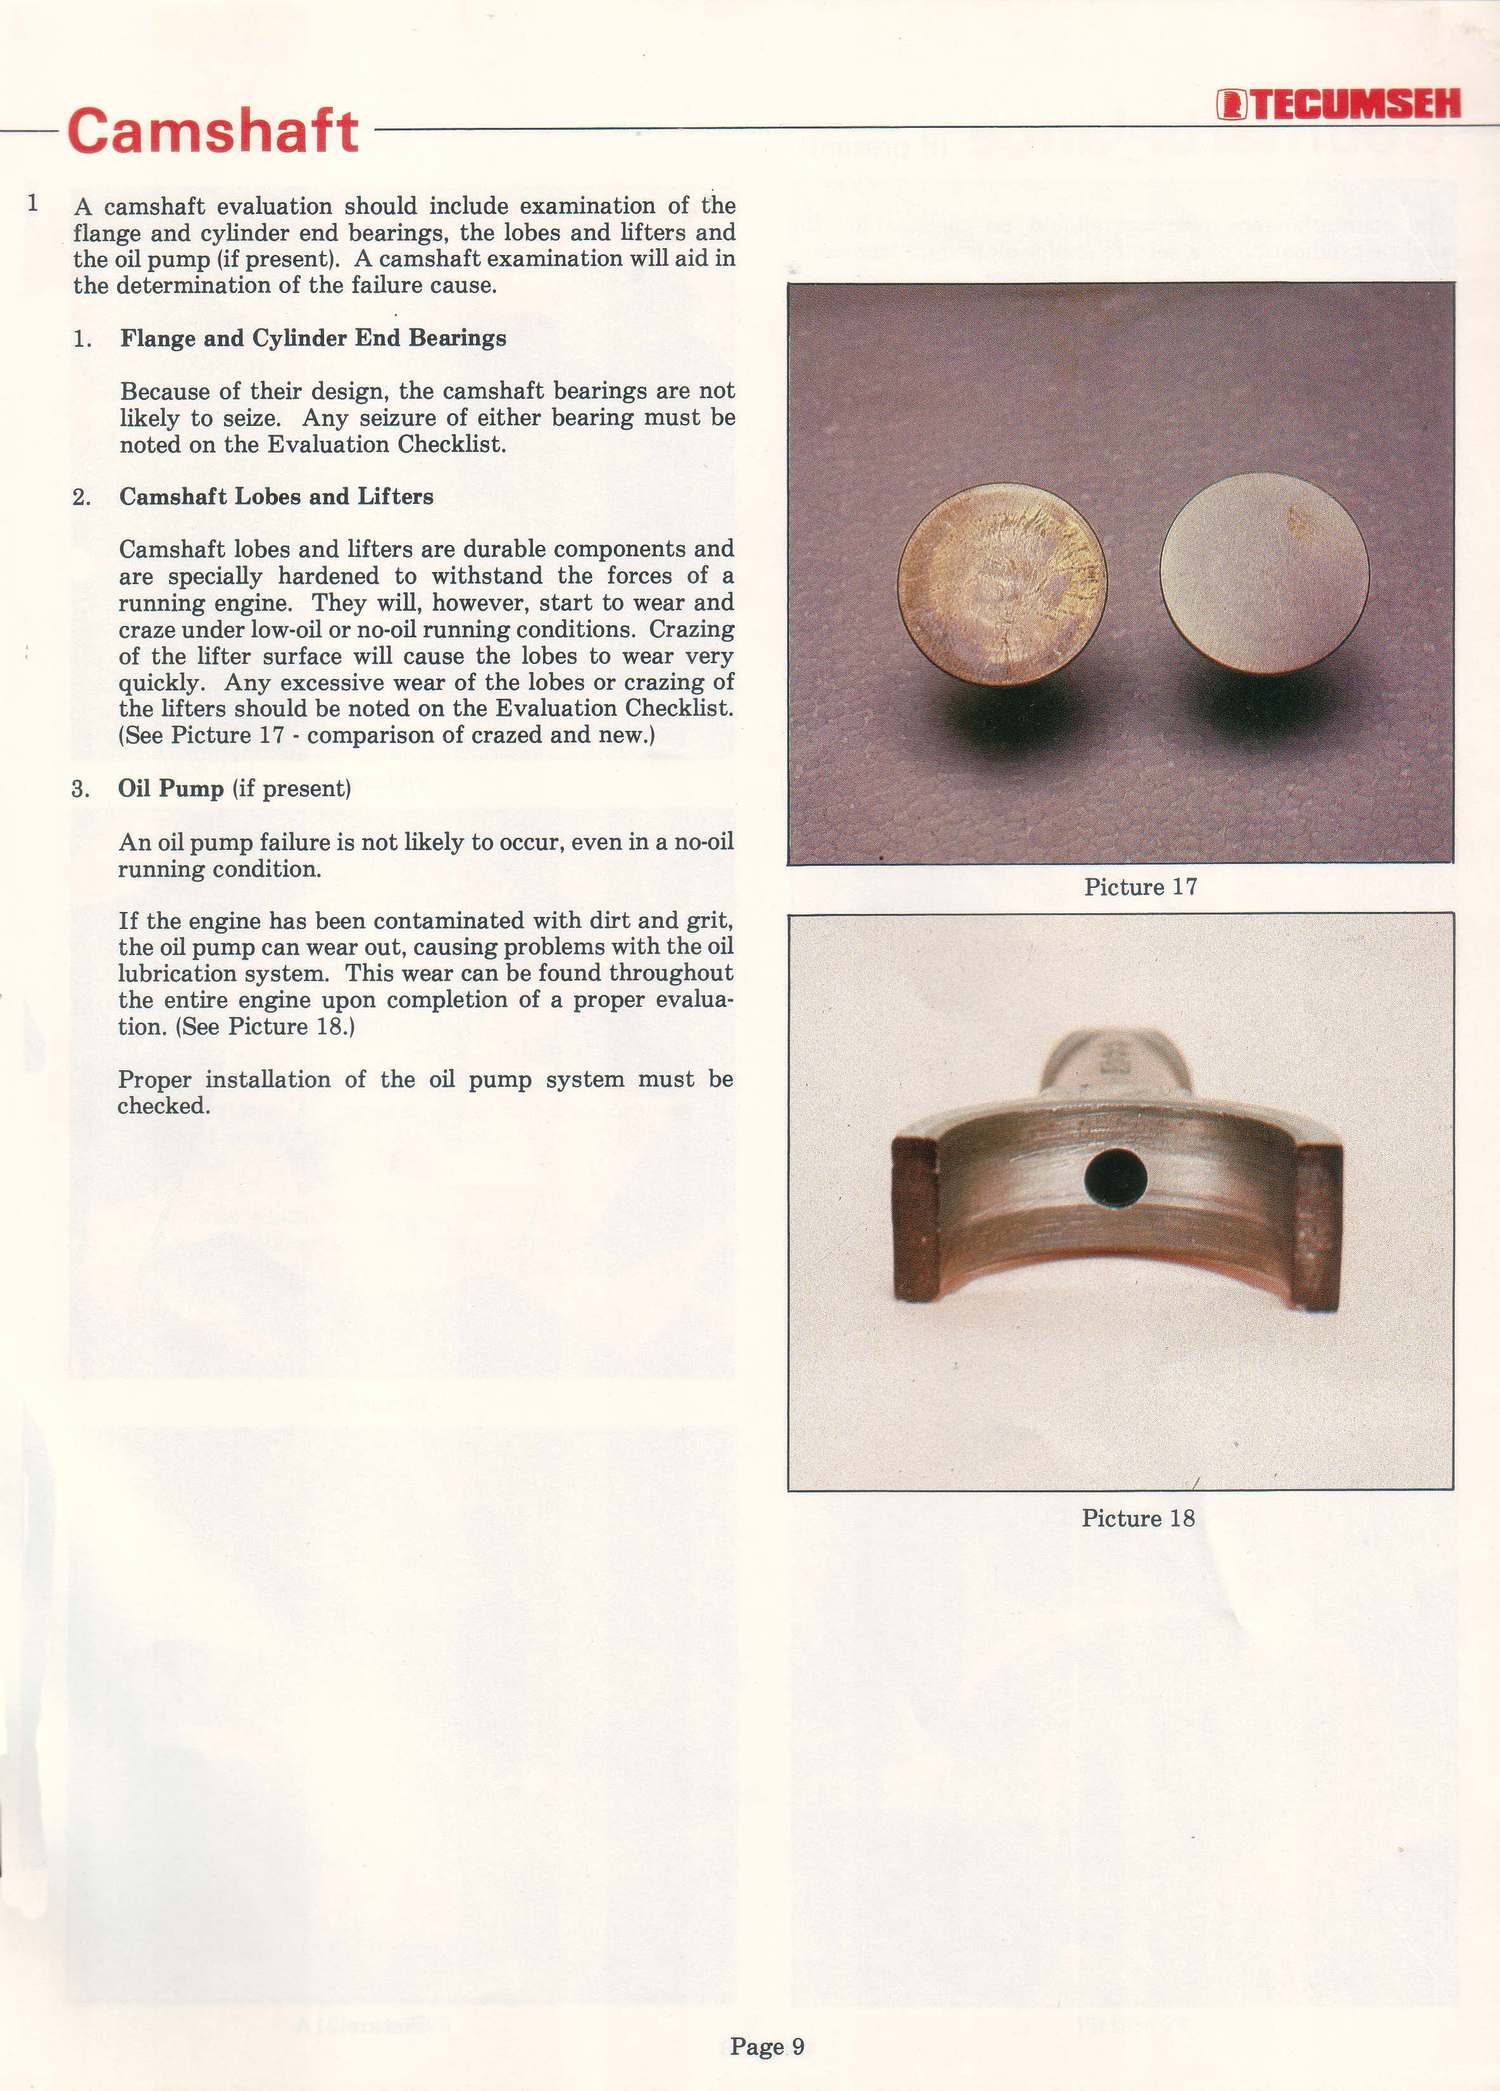 Camshaft
TECUMSEH
1
A camshaft evaluation should include examination of the
flange and cylinder end bearings, the lobes and lifters and
the oil pump (if present). A camshaft examination will aid in
the determination of the failure cause.
1. Flange and Cylinder End Bearings
Because of their design, the camshaft bearings are not
likely to seize. Any seizure of either bearing must be
noted on the Evaluation Checklist.
2. Camshaft Lobes and Lifters
Camshaft lobes and lifters are durable components and
are specially hardened to withstand the forces of a
running engine. They will, however, start to wear and
craze under low-oil or no-oil running conditions. Crazing
of the lifter surface will cause the lobes to wear very
quickly. Any excessive wear of the lobes or crazing of
the lifters should be noted on the Evaluation Checklist.
(See Picture 17 - comparison of crazed and new.)
3. Oil Pump (if present)
An oil pump failure is not likely to occur, even in a no-oil
running condition.
If the engine has been contaminated with dirt and grit,
the oil pump can wear out, causing problems with the oil
lubrication system. This wear can be found throughout
the entire engine upon completion of a proper evalua-
tion. (See Picture 18.)
Proper installation of the oil pump system must be
checked.
Picture 17
Picture 18
Page 9